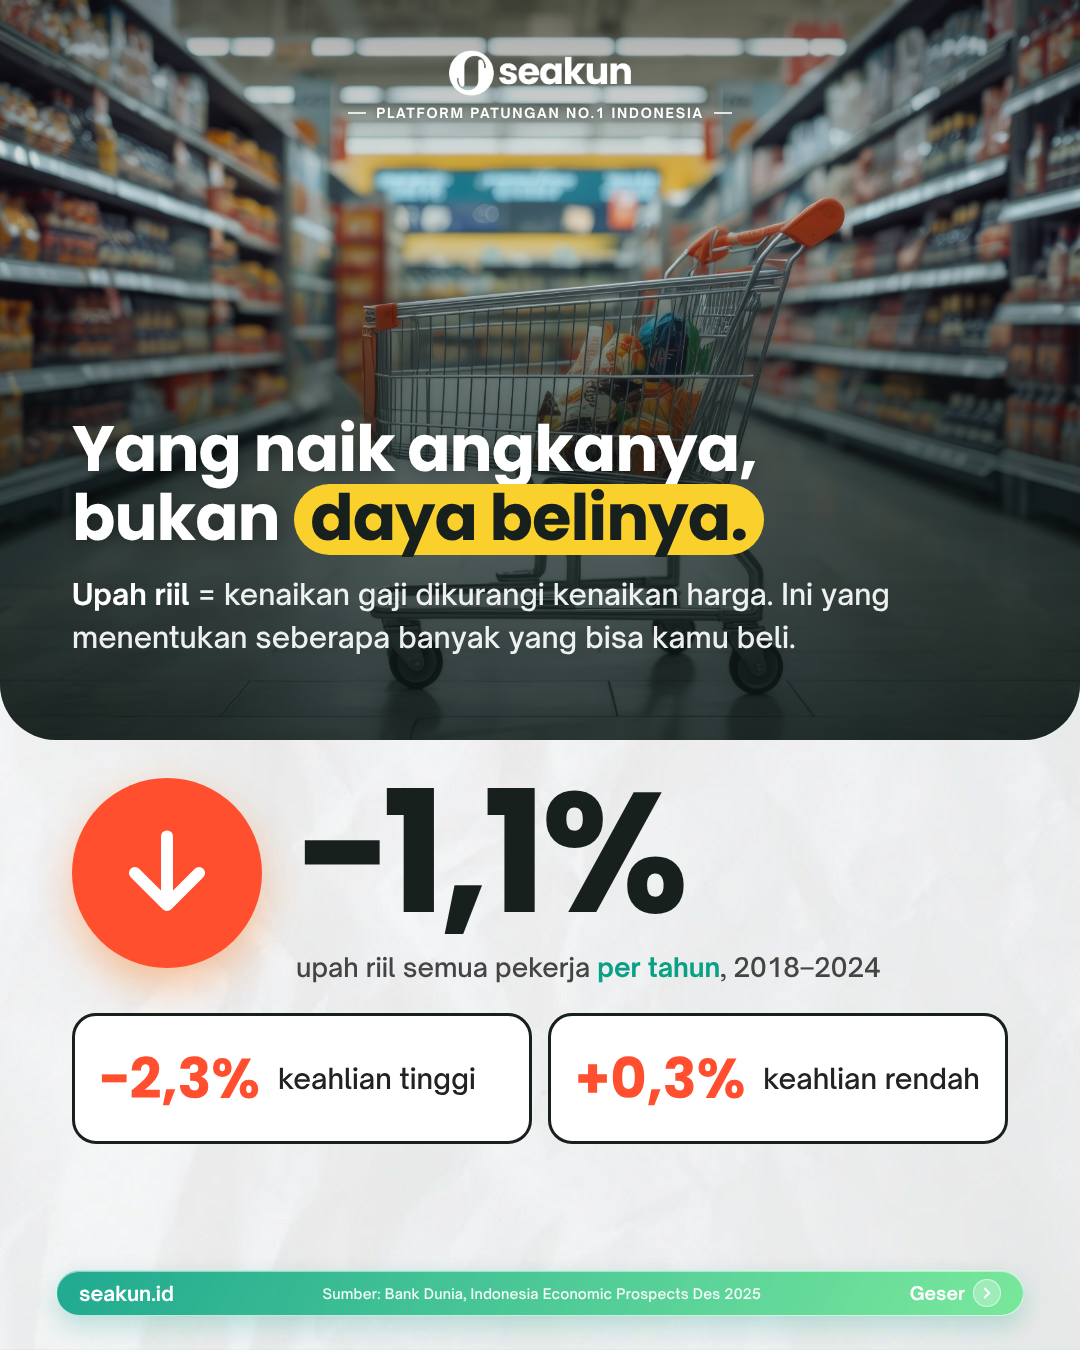 seakun
PLATFORM PATUNGAN NO.1 INDONESIA
Yang naik angkanya,
bukan daya belinya.
Upah riil = kenaikan gaji dikurangi kenaikan harga. Ini yang
menentukan seberapa banyak yang bisa kamu beli.
−1,1%
upah riil semua pekerja per tahun, 2018–2024
−2,3% keahlian tinggi
+0,3% keahlian rendah
seakun.id
Sumber: Bank Dunia, Indonesia Economic Prospects Des 2025
Geser